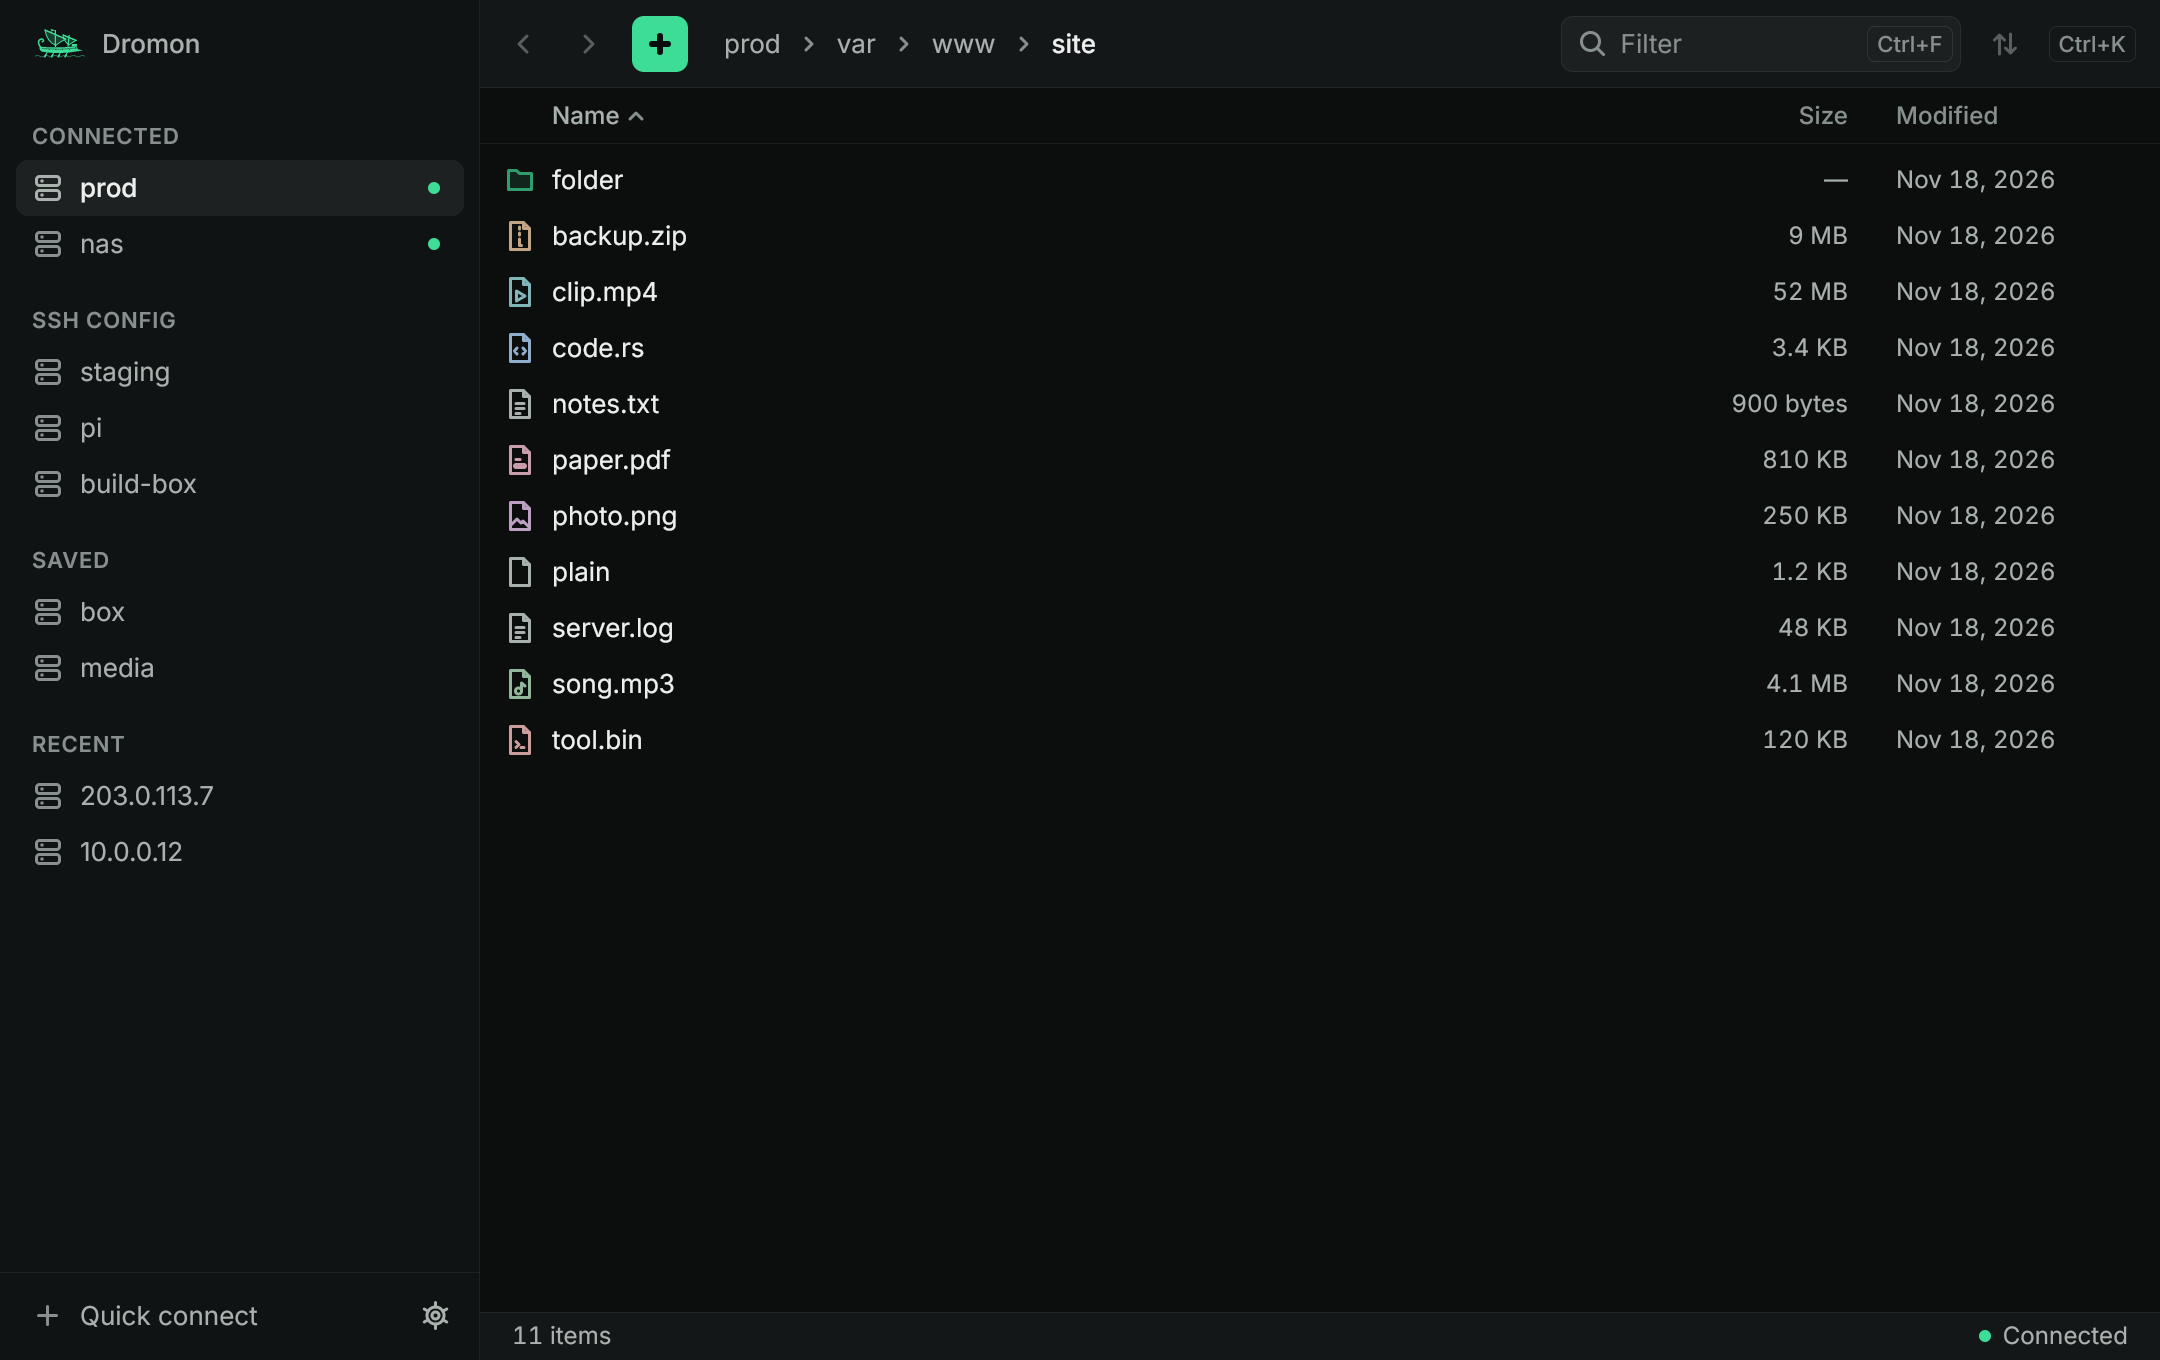 Dromon
CONNECTED
prod
nas
SSH CONFIG
staging
pi
build-box
SAVED
box
media
RECENT
203.0.113.7
10.0.0.12
Quick connect
prod › var › www › site
Filter Ctrl+F Ctrl+K
Name Size Modified
folder — Nov 18, 2026
backup.zip 9 MB Nov 18, 2026
clip.mp4 52 MB Nov 18, 2026
code.rs 3.4 KB Nov 18, 2026
notes.txt 900 bytes Nov 18, 2026
paper.pdf 810 KB Nov 18, 2026
photo.png 250 KB Nov 18, 2026
plain 1.2 KB Nov 18, 2026
server.log 48 KB Nov 18, 2026
song.mp3 4.1 MB Nov 18, 2026
tool.bin 120 KB Nov 18, 2026
11 items Connected